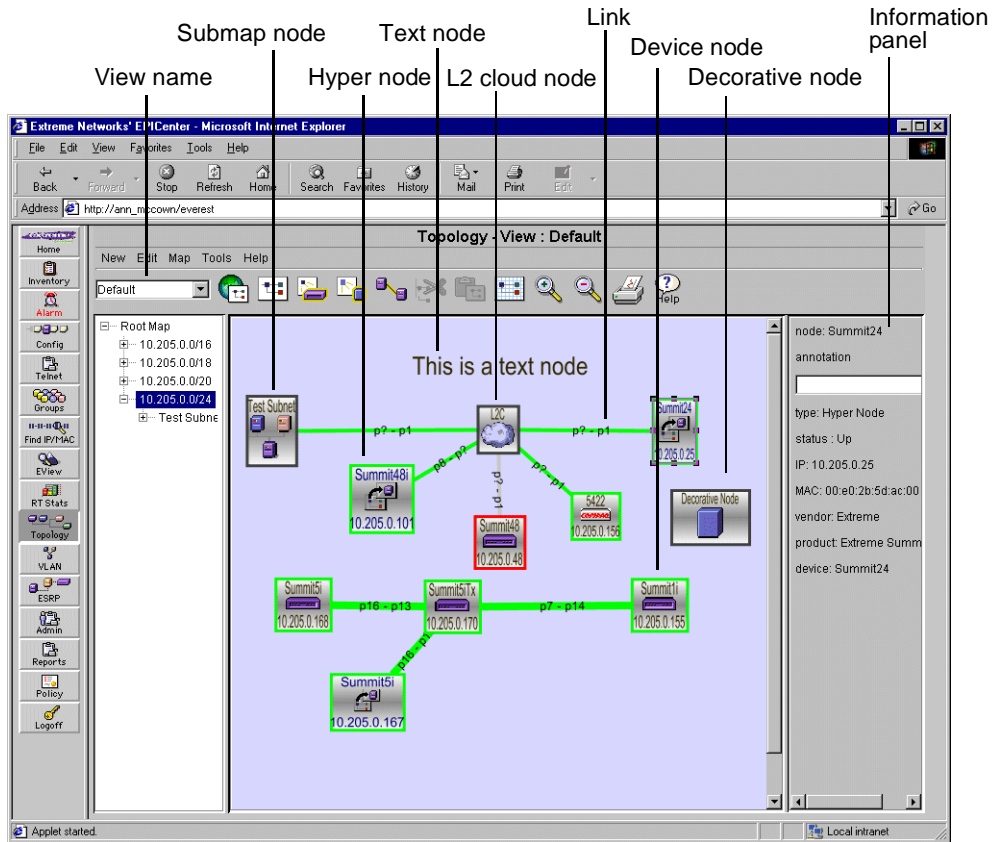 Link
Information
panel
Submap node
Text node
Device node
View name
Hyper node
L2 cloud node
Decorative node
Extreme Networks' EPICenter - Microsoft Internet Explorer
File Edit View Favorites Tools Help
Back Forward Stop Refresh Home Search Favorites History Mail Print Edit
Address http://ann_mccown/everest Go
Topology - View : Default
New Edit Map Tools Help
Default
Help
Home
Inventory
Alarm
Config
Telnet
Groups
Find IP/MAC
EView
RT Stats
Topology
VLAN
ESRP
Admin
Reports
Policy
Logoff
Root Map
10.205.0.0/16
10.205.0.0/18
10.205.0.0/20
10.205.0.0/24
Test Subne
This is a text node
Test Subnet
p? - p1
L2C
p? - p1
Summit24
10.205.0.25
p8 - p?
p? - p1
p? - p1
Summit48i
10.205.0.101
Summit48
10.205.0.48
5422
COMPAQ
10.205.0.156
Decorative Node
Summit5i
10.205.0.168
p16 - p13
Summit5iTx
10.205.0.170
p7 - p14
Summit1i
10.205.0.155
p16 - p1
Summit5i
10.205.0.167
node: Summit24
annotation
type: Hyper Node
status : Up
IP: 10.205.0.25
MAC: 00:e0:2b:5d:ac:00
vendor: Extreme
product: Extreme Summ
device: Summit24
Applet started.
Local intranet